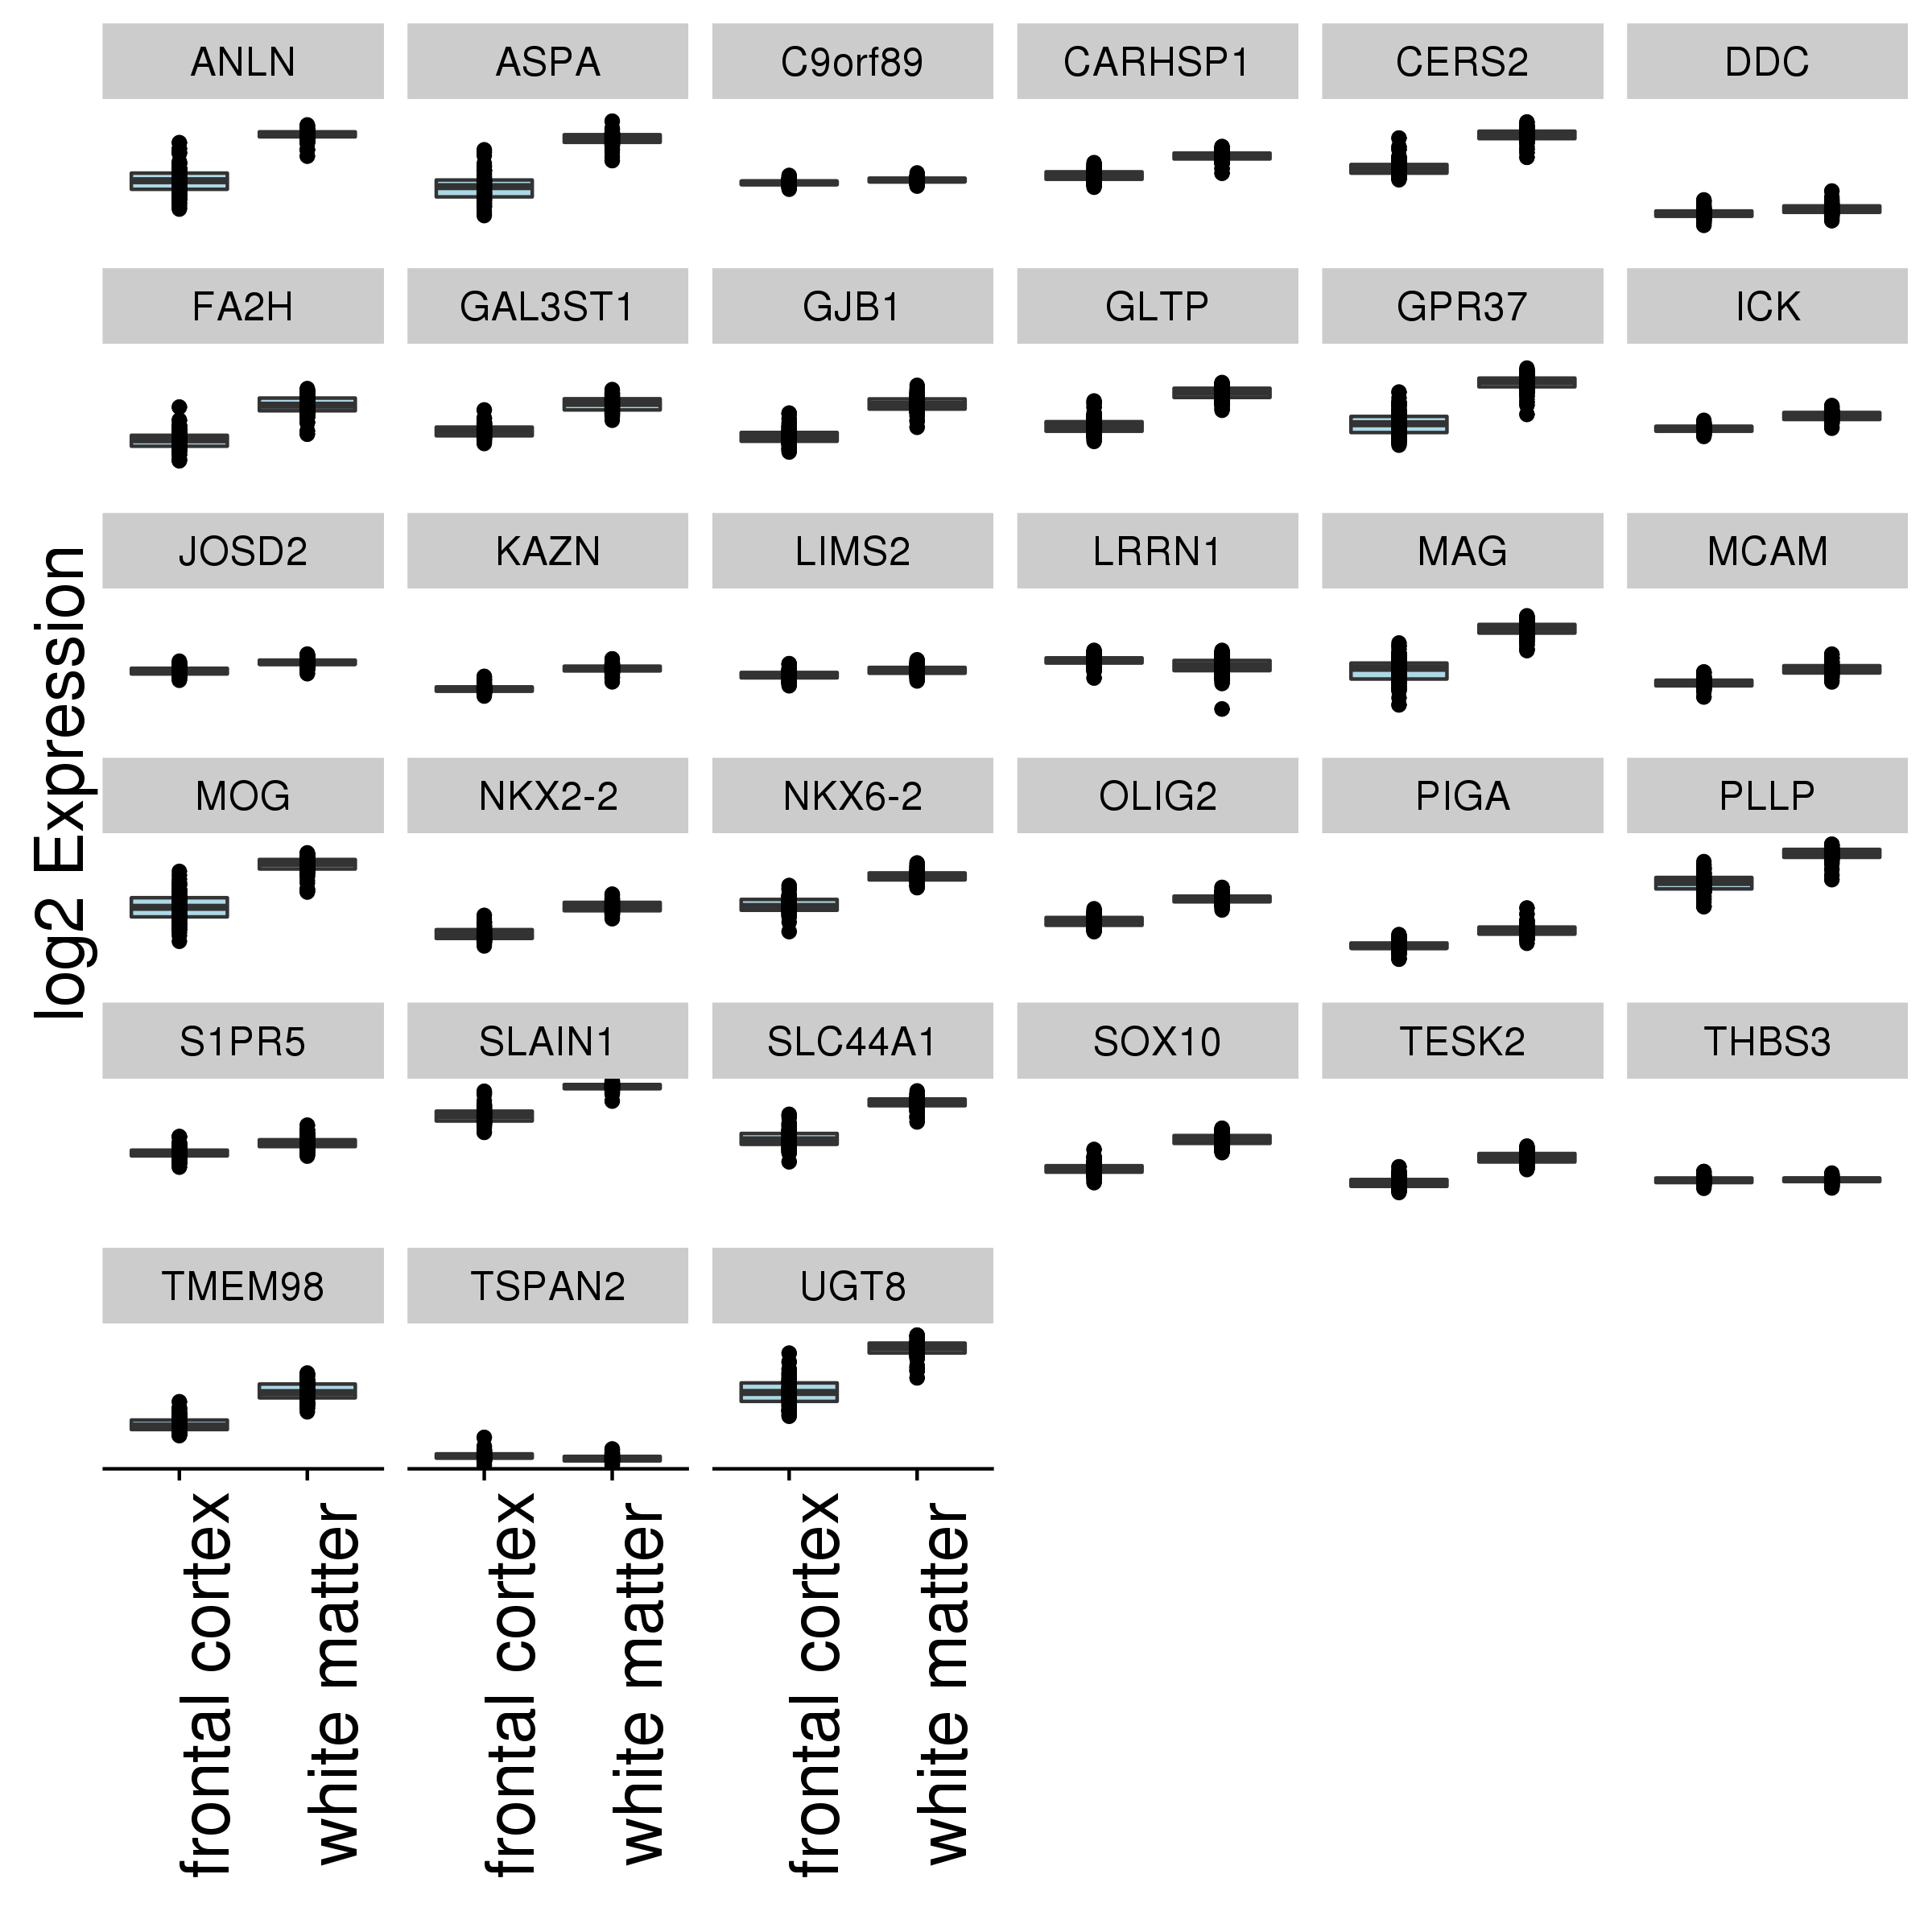 ANLN
ASPA
C9orf89
CARHSP1
CERS2
DDC
FA2H
GAL3ST1
GJB1
GLTP
GPR37
ICK
JOSD2
KAZN
LIMS2
LRRN1
MAG
MCAM
MOG
NKX2-2
NKX6-2
OLIG2
PIGA
PLLP
S1PR5
SLAIN1
SLC44A1
SOX10
TESK2
THBS3
TMEM98
TSPAN2
UGT8
log2 Expression
frontal cortex
white matter
frontal cortex
white matter
frontal cortex
white matter